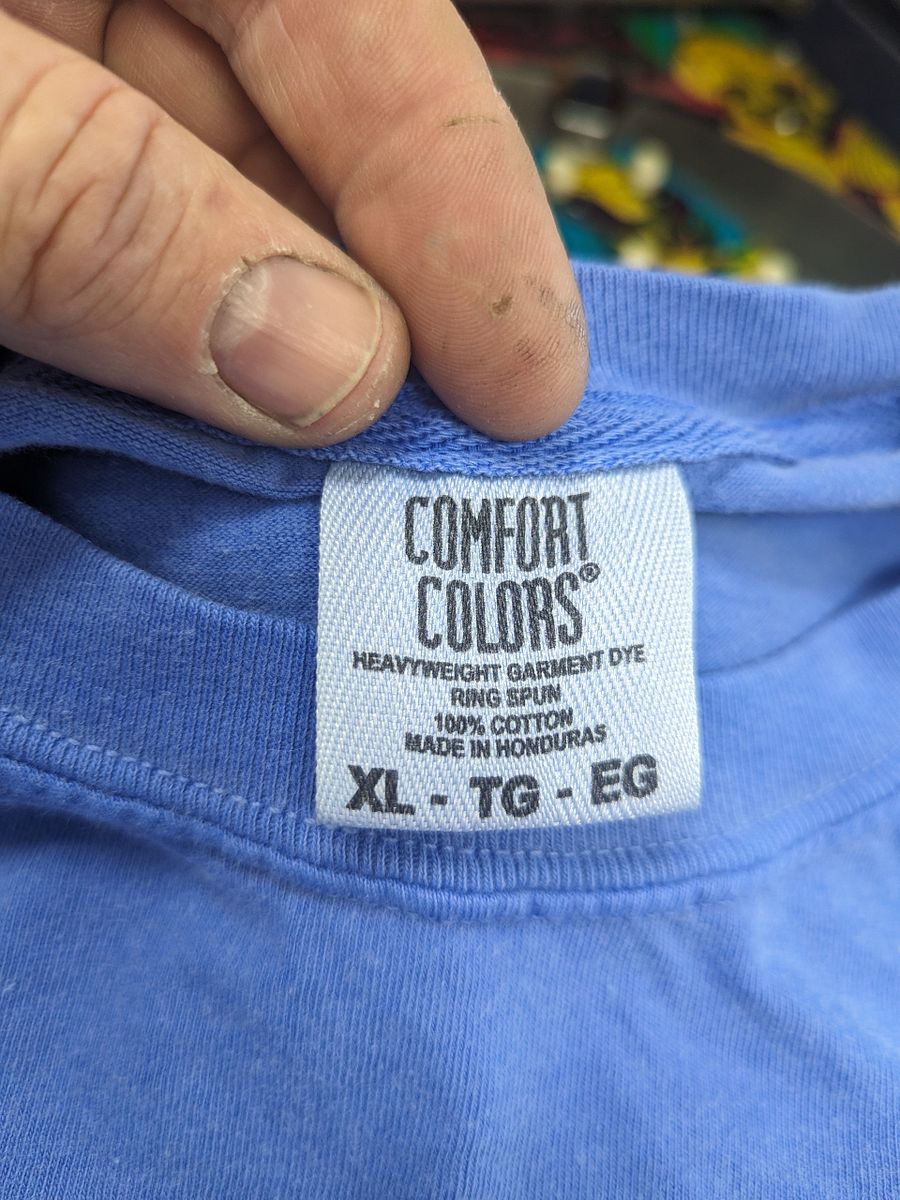 COMFORT
COLORS®
HEAVYWEIGHT GARMENT DYE
RING SPUN
100% COTTON
MADE IN HONDURAS
XL - TG - EG